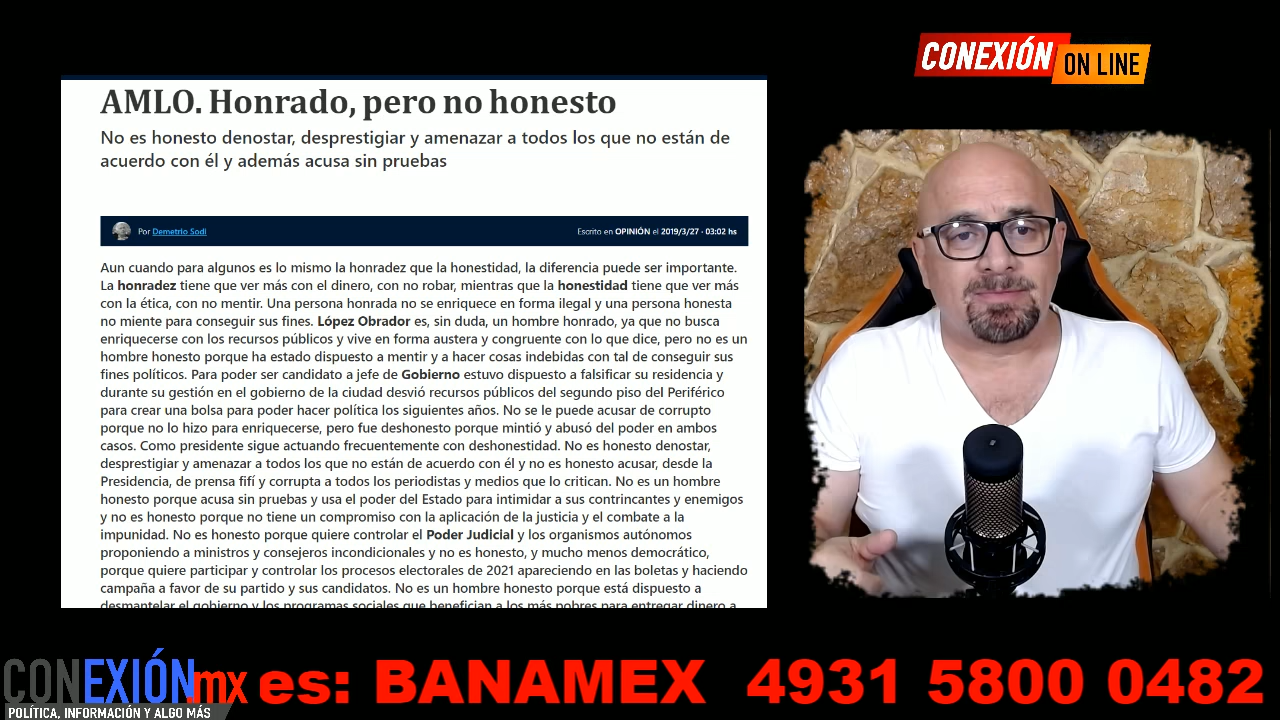 CONEXIÓN
ON LINE
AMLO. Honrado, pero no honesto
No es honesto denostar, desprestigiar y amenazar a todos los que no están de
acuerdo con él y además acusa sin pruebas
Por Demetrio Sodi
Escrito en OPINIÓN el 2019/3/27 · 03:02 hs
Aun cuando para algunos es lo mismo la honradez que la honestidad, la diferencia puede ser importante.
La honradez tiene que ver más con el dinero, con no robar, mientras que la honestidad tiene que ver más
con la ética, con no mentir. Una persona honrada no se enriquece en forma ilegal y una persona honesta
no miente para conseguir sus fines. López Obrador es, sin duda, un hombre honrado, ya que no busca
enriquecerse con los recursos públicos y vive en forma austera y congruente con lo que dice, pero no es un
hombre honesto porque ha estado dispuesto a mentir y a hacer cosas indebidas con tal de conseguir sus
fines políticos. Para poder ser candidato a jefe de Gobierno estuvo dispuesto a falsificar su residencia y
durante su gestión en el gobierno de la ciudad desvió recursos públicos del segundo piso del Periférico
para crear una bolsa para poder hacer política los siguientes años. No se le puede acusar de corrupto
porque no lo hizo para enriquecerse, pero fue deshonesto porque mintió y abusó del poder en ambos
casos. Como presidente sigue actuando frecuentemente con deshonestidad. No es honesto denostar,
desprestigiar y amenazar a todos los que no están de acuerdo con él y no es honesto acusar, desde la
Presidencia, de prensa fifí y corrupta a todos los periodistas y medios que lo critican. No es un hombre
honesto porque acusa sin pruebas y usa el poder del Estado para intimidar a sus contrincantes y enemigos
y no es honesto porque no tiene un compromiso con la aplicación de la justicia y el combate a la
impunidad. No es honesto porque quiere controlar el Poder Judicial y los organismos autónomos
proponiendo a ministros y consejeros incondicionales y no es honesto, y mucho menos democrático,
porque quiere participar y controlar los procesos electorales de 2021 apareciendo en las boletas y haciendo
campaña a favor de su partido y sus candidatos. No es un hombre honesto porque está dispuesto a
desmantelar el gobierno y los programas sociales que benefician a los más pobres para entregar dinero a
CONEXIÓN.mx
POLÍTICA, INFORMACIÓN Y ALGO MÁS
es: BANAMEX 4931 5800 0482